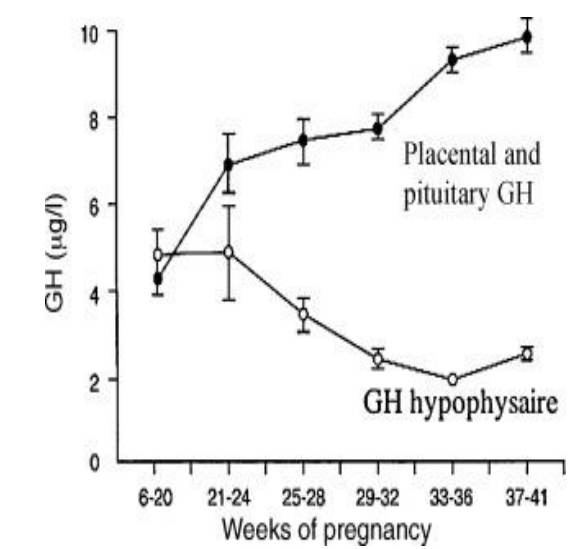 10
8
6
4
2
0
GH (µg/l)
Placental and
pituitary GH
GH hypophysaire
6-20 21-24 25-28 29-32 33-36 37-41
Weeks of pregnancy